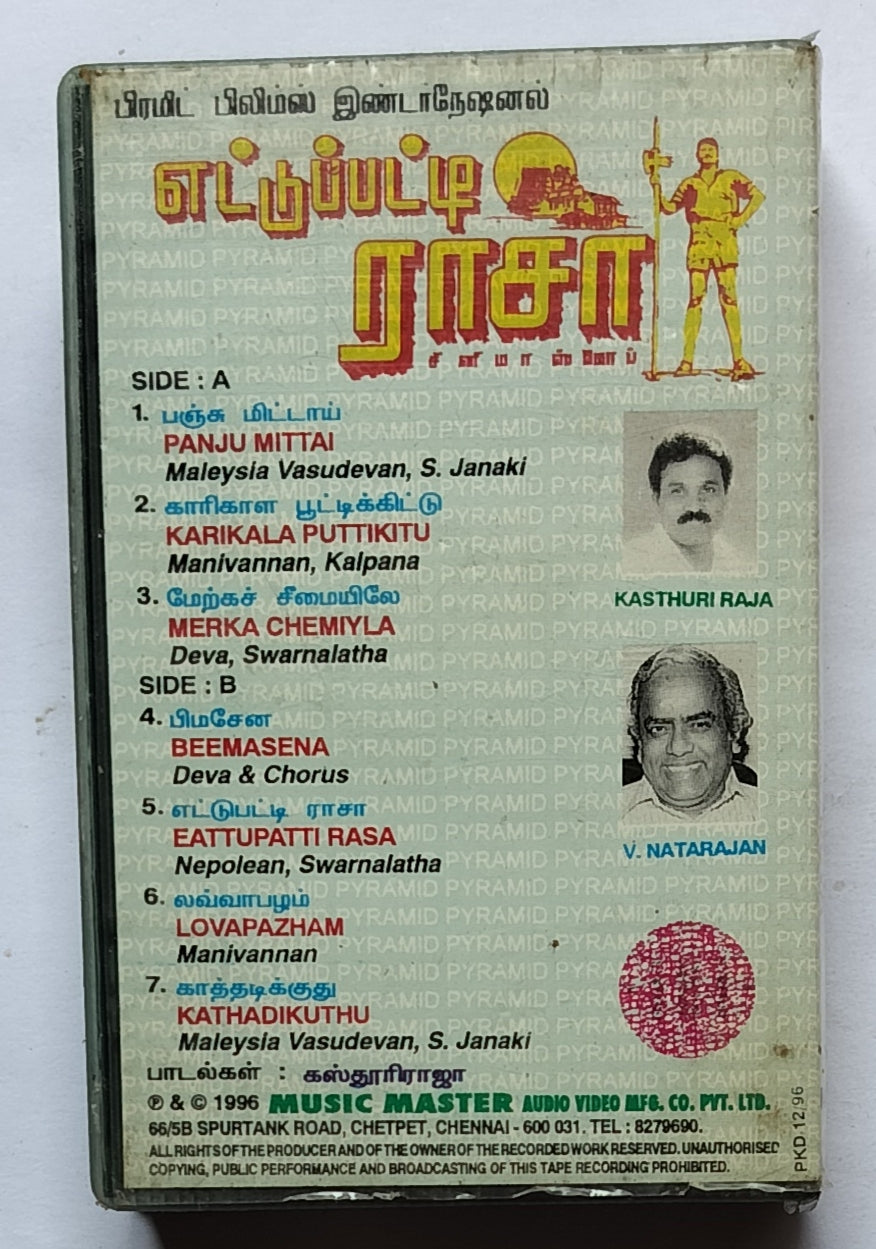 பிரமிட் பிலிம்ஸ் இண்டர்நேஷனல்
எட்டுப்பட்டி
ராசா
சினிமாஸ்கோப்
SIDE : A
1. பஞ்சு மிட்டாய்
PANJU MITTAI
Maleysia Vasudevan, S. Janaki
2. காரிகாள பூட்டிக்கிட்டு
KARIKALA PUTTIKITU
Manivannan, Kalpana
3. மேற்கச் சீமையிலே
MERKA CHEMIYLA
Deva, Swarnalatha
KASTHURI RAJA
SIDE : B
4. பிமசேன
BEEMASENA
Deva & Chorus
5. எட்டுபட்டி ராசா
EATTUPATTI RASA
Nepolean, Swarnalatha
V. NATARAJAN
6. லவ்வாபழம்
LOVAPAZHAM
Manivannan
7. காத்தடிக்குது
KATHADIKUTHU
Maleysia Vasudevan, S. Janaki
பாடல்கள் : கஸ்தூரிராஜா
℗ & © 1996 MUSIC MASTER AUDIO VIDEO MFG. CO. PVT. LTD.
66/5B SPURTANK ROAD, CHETPET, CHENNAI - 600 031. TEL : 8279690.
ALL RIGHTS OF THE PRODUCER AND OF THE OWNER OF THE RECORDED WORK RESERVED. UNAUTHORISED
COPYING, PUBLIC PERFORMANCE AND BROADCASTING OF THIS TAPE RECORDING PROHIBITED.
PKD. 12/96